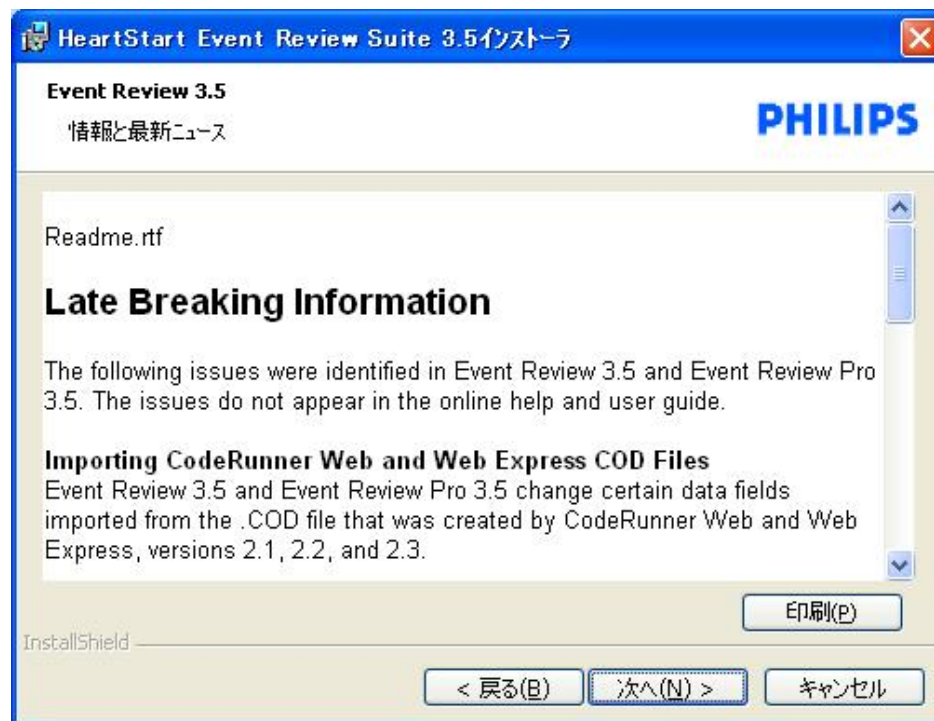 HeartStart Event Review Suite 3.5インストーラ
Event Review 3.5
情報と最新ニュース
PHILIPS
Readme.rtf
Late Breaking Information
The following issues were identified in Event Review 3.5 and Event Review Pro
3.5. The issues do not appear in the online help and user guide.
Importing CodeRunner Web and Web Express COD Files
Event Review 3.5 and Event Review Pro 3.5 change certain data fields
imported from the .COD file that was created by CodeRunner Web and Web
Express, versions 2.1, 2.2, and 2.3.
印刷(P)
InstallShield
< 戻る(B) 次へ(N) > キャンセル